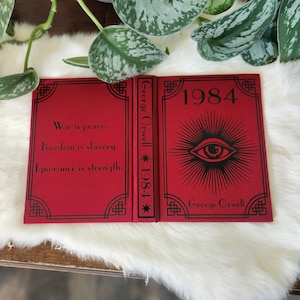 War is peace.
Freedom is slavery.
Ignorance is strength.
George Orwell
1984
1984
George Orwell